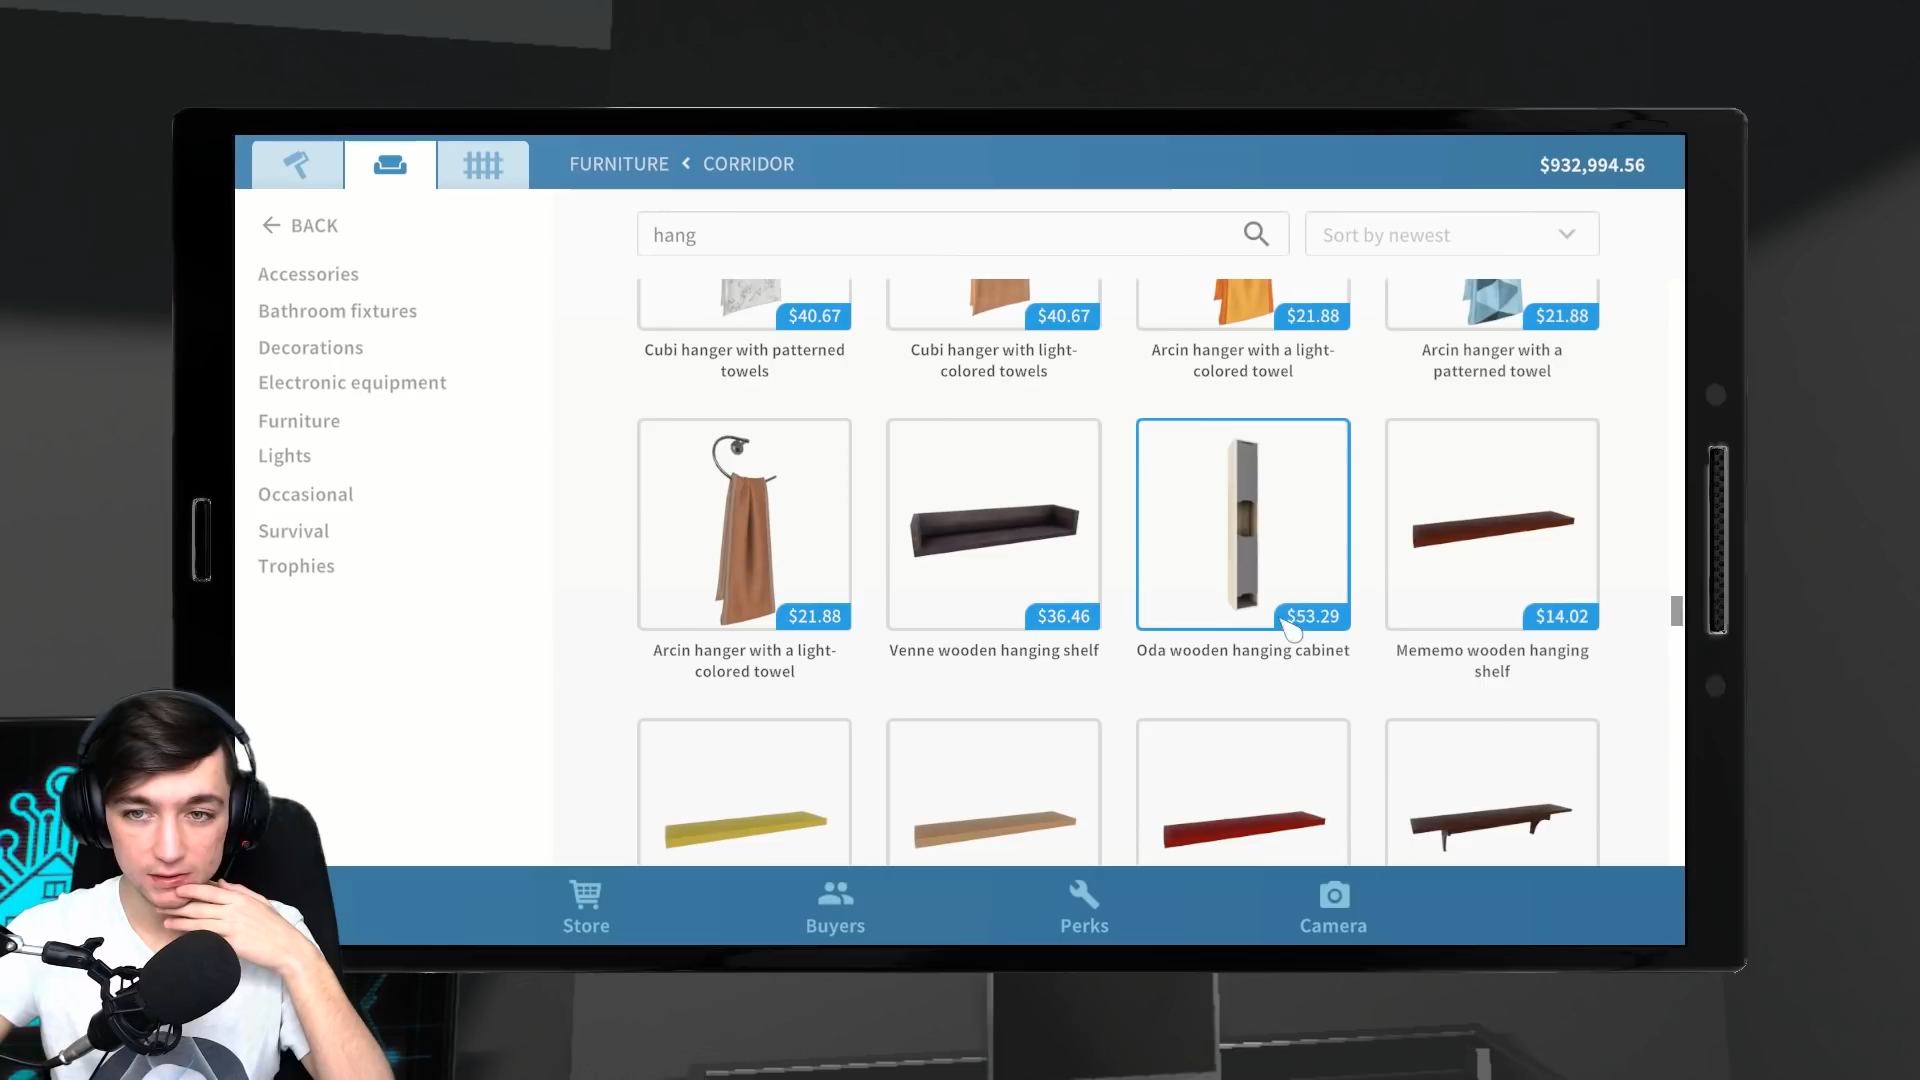 FURNITURE < CORRIDOR
$932,994.56
BACK
hang
Sort by newest
Accessories
Bathroom fixtures
Decorations
Electronic equipment
Furniture
Lights
Occasional
Survival
Trophies
$40.67
$40.67
$21.88
$21.88
Cubi hanger with patterned
towels
Cubi hanger with light-
colored towels
Arcin hanger with a light-
colored towel
Arcin hanger with a
patterned towel
$21.88
$36.46
$53.29
$14.02
Arcin hanger with a light-
colored towel
Venne wooden hanging shelf
Oda wooden hanging cabinet
Mememo wooden hanging
shelf
Store
Buyers
Perks
Camera